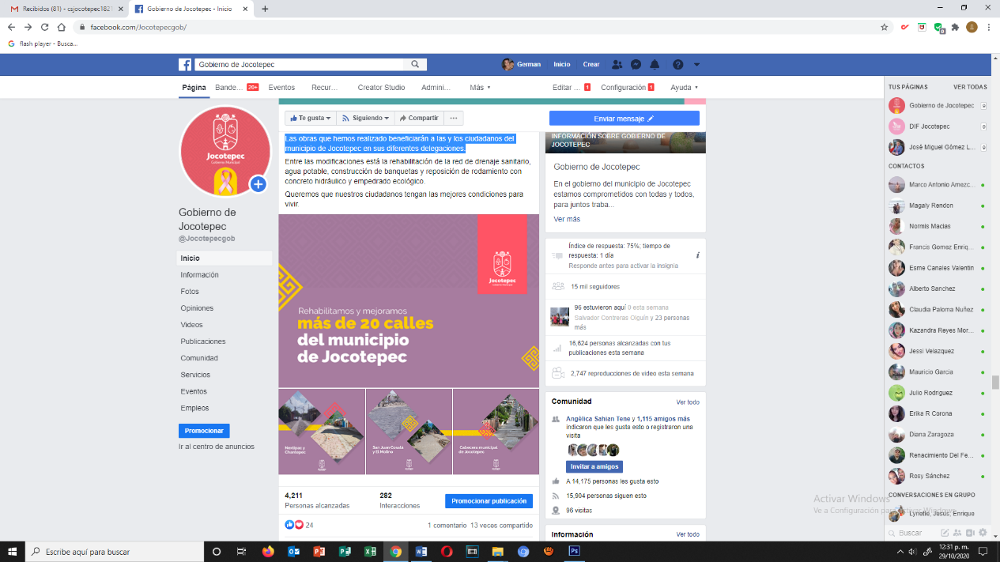 Recibidos (81) - csjocotepec1821
Gobierno de Jocotepec - Inicio
facebook.com/Jocotepecgob/
flash player - Busca...
Gobierno de Jocotepec
German
Inicio
Crear
Página
Bande...
20+
Eventos
Recur...
Creator Studio
Admini...
Más
Editar ...
1
Configuración
1
Ayuda
Jocotepec
Gobierno Municipal
Gobierno de
Jocotepec
@Jocotepecgob
Inicio
Información
Fotos
Opiniones
Videos
Publicaciones
Comunidad
Servicios
Eventos
Empleos
Promocionar
Ir al centro de anuncios
Te gusta
Siguiendo
Compartir
Enviar mensaje
Las obras que hemos realizado beneficiarán a las y los ciudadanos del
municipio de Jocotepec en sus diferentes delegaciones.
Entre las modificaciones está la rehabilitación de la red de drenaje sanitario,
agua potable, construcción de banquetas y reposición de rodamiento con
concreto hidráulico y empedrado ecológico.
Queremos que nuestros ciudadanos tengan las mejores condiciones para
vivir.
Jocotepec
Gobierno Municipal
Rehabilitamos y mejoramos
más de 20 calles
del municipio
de Jocotepec
Nextipac y
Chantepec
San Juan Cosalá
y El Molino
Cabecera municipal
de Jocotepec
4,211
Personas alcanzadas
282
Interacciones
Promocionar publicación
24
1 comentario 13 veces compartido
INFORMACIÓN SOBRE GOBIERNO DE
JOCOTEPEC
Gobierno de Jocotepec
En el gobierno del municipio de Jocotepec
estamos comprometidos con todas y todos,
para juntos traba...
Ver más
Índice de respuesta: 75%; tiempo de
respuesta: 1 día
Responde antes para activar la insignia
15 mil seguidores
96 estuvieron aquí 0 esta semana
Salvador Contreras Olguín y 23 personas
más
16,624 personas alcanzadas con tus
publicaciones esta semana
2,747 reproducciones de video esta semana
Comunidad
Ver todo
Angélica Sahian Tene y 1,115 amigos más
indicaron que les gusta esto o registraron una
visita
Invitar a amigos
A 14,175 personas les gusta esto
15,904 personas siguen esto
96 visitas
Información
Ver todo
TUS PÁGINAS
VER TODAS
Gobierno de Jocotepec
9
DIF Jocotepec
9
José Miguel Gómez L...
9
CONTACTOS
Marco Antonio Amezc...
Magaly Rendon
Normis Macias
Francis Gomez Enriq...
Esme Canales Valentin
Alberto Sanchez
Claudia Paloma Nuñez
Kazandra Reyes Mor...
Jessi Velazquez
Mauricio Garcia
Julio Rodriguez
Erika R Corona
Diana Zaragoza
Renacimiento Del Fe...
Rosy Sánchez
CONVERSACIONES EN GRUPO
Lynette, Jesus, Enrique
Buscar
Activar Windows
Ve a Configuración para activar Windows.
Escribe aquí para buscar
12:31 p. m.
29/10/2020